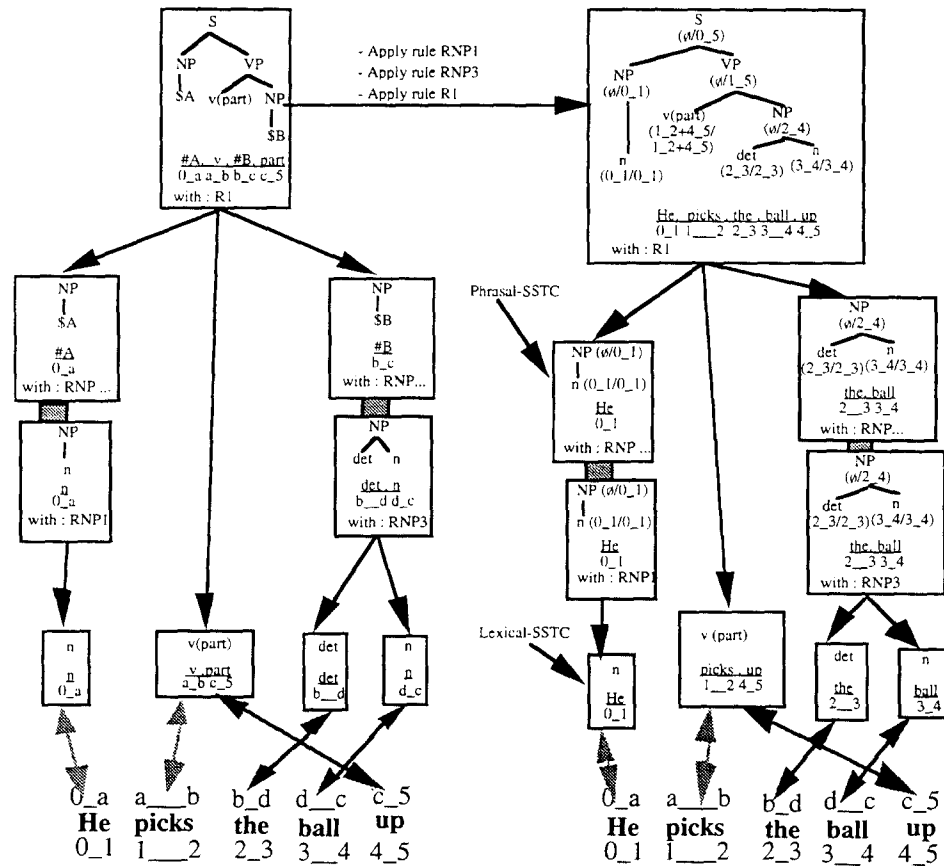 S
NP VP
$A v(part) NP
$B
#A, v , #B, part
0_a a_b b_c c_5
with : R1
- Apply rule RNP1
- Apply rule RNP3
- Apply rule R1
S
(ø/0_5)
NP VP
(ø/0_1) (ø/1_5)
v(part) NP
(1_2+4_5/ (ø/2_4)
1_2+4_5)
n det n
(0_1/0_1) (2_3/2_3) (3_4/3_4)
He, picks , the , ball , up
0_1 1___2 2_3 3__4 4_5
with : R1
NP
$A
#A
0_a
with : RNP...
NP
n
n
0_a
with : RNP1
NP
$B
#B
b_c
with : RNP...
NP
det n
det , n
b__d d_c
with : RNP3
Phrasal-SSTC
NP (ø/0_1)
n (0_1/0_1)
He
0_1
with : RNP ...
NP (ø/0_1)
n (0_1/0_1)
He
0_1
with : RNP1
NP
(ø/2_4)
det n
(2_3/2_3) (3_4/3_4)
the, ball
2__3 3_4
with : RNP...
NP
(ø/2_4)
det n
(2_3/2_3) (3_4/3_4)
the, ball
2__3 3_4
with : RNP3
n
n
0_a
v(part)
v, part
a_b c_5
det
det
b__d
n
n
d_c
Lexical-SSTC
n
He
0_1
v (part)
picks , up
1__2 4_5
det
the
2__3
n
ball
3_4
0_a a___b b_d d__c c_5
He picks the ball up
0_1 1___2 2_3 3__4 4_5
0_a a___b b_d d__c c_5
He picks the ball up
0_1 1___2 2_3 3__4 4_5